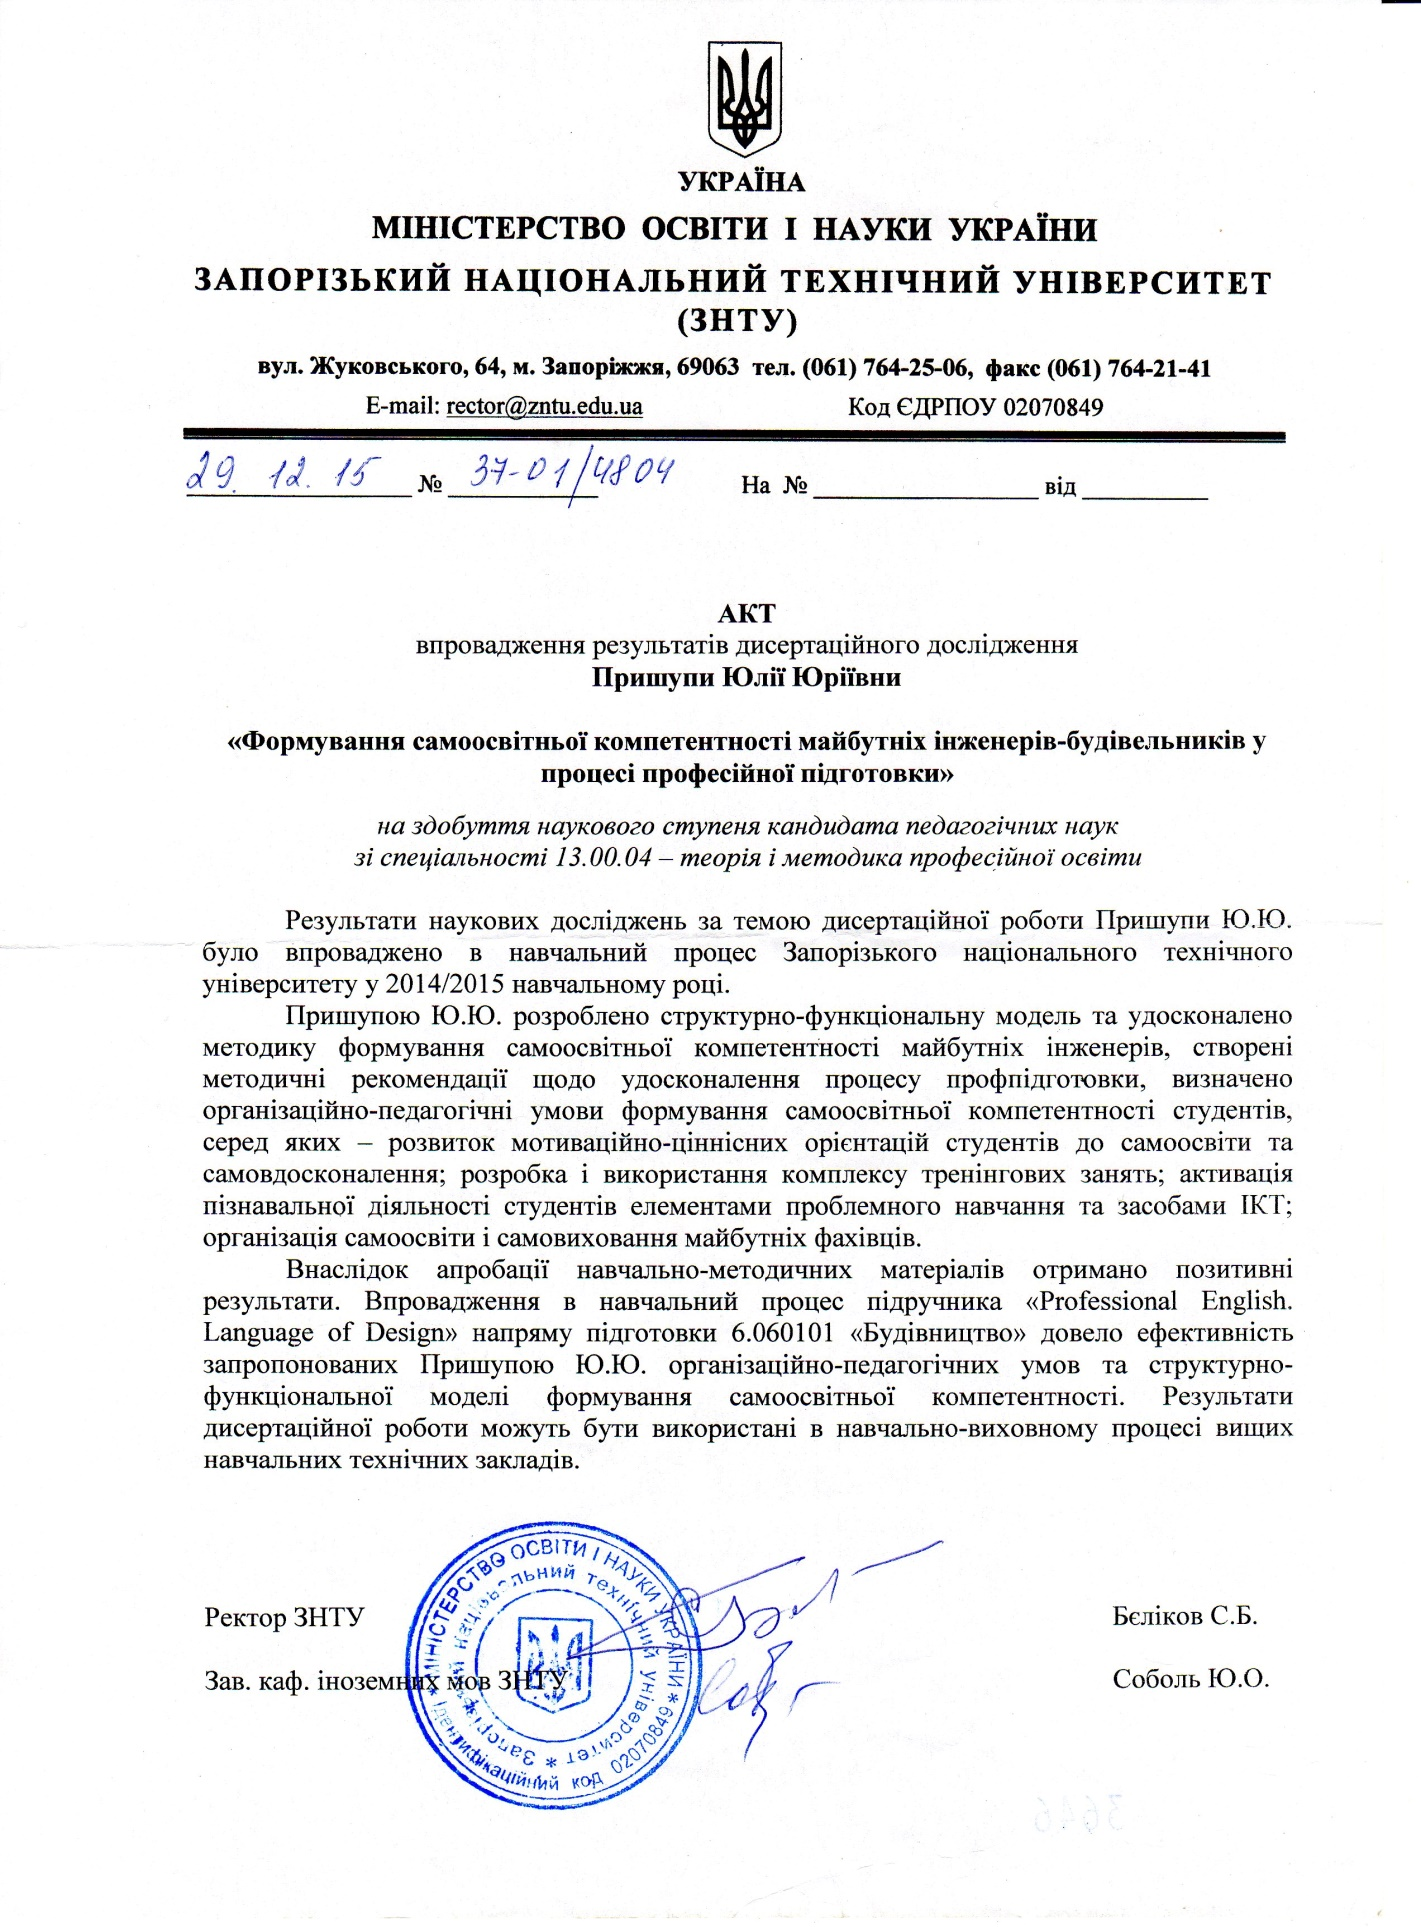 УКРАЇНА
МІНІСТЕРСТВО ОСВІТИ І НАУКИ УКРАЇНИ
ЗАПОРІЗЬКИЙ НАЦІОНАЛЬНИЙ ТЕХНІЧНИЙ УНІВЕРСИТЕТ
(ЗНТУ)
вул. Жуковського, 64, м. Запоріжжя, 69063 тел. (061) 764-25-06, факс (061) 764-21-41
E-mail: rector@zntu.edu.ua Код ЄДРПОУ 02070849
29. 12. 15 № 37-01/4804 На № ____ від ____
АКТ
впровадження результатів дисертаційного дослідження
Пришупи Юлії Юріївни
«Формування самоосвітньої компетентності майбутніх інженерів-будівельників у
процесі професійної підготовки»
на здобуття наукового ступеня кандидата педагогічних наук
зі спеціальності 13.00.04 – теорія і методика професійної освіти
Результати наукових досліджень за темою дисертаційної роботи Пришупи Ю.Ю.
було впроваджено в навчальний процес Запорізького національного технічного
університету у 2014/2015 навчальному році.
Пришупою Ю.Ю. розроблено структурно-функціональну модель та удосконалено
методику формування самоосвітньої компетентності майбутніх інженерів, створені
методичні рекомендації щодо удосконалення процесу профпідготовки, визначено
організаційно-педагогічні умови формування самоосвітньої компетентності студентів,
серед яких – розвиток мотиваційно-ціннісних орієнтацій студентів до самоосвіти та
самовдосконалення; розробка і використання комплексу тренінгових занять; активація
пізнавальної діяльності студентів елементами проблемного навчання та засобами ІКТ;
організація самоосвіти і самовиховання майбутніх фахівців.
Внаслідок апробації навчально-методичних матеріалів отримано позитивні
результати. Впровадження в навчальний процес підручника «Professional English.
Language of Design» напряму підготовки 6.060101 «Будівництво» довело ефективність
запропонованих Пришупою Ю.Ю. організаційно-педагогічних умов та структурно-
функціональної моделі формування самоосвітньої компетентності. Результати
дисертаційної роботи можуть бути використані в навчально-виховному процесі вищих
навчальних технічних закладів.
Ректор ЗНТУ Бєліков С.Б.
Зав. каф. іноземних мов ЗНТУ Соболь Ю.О.
МІНІСТЕРСТВО ОСВІТИ І НАУКИ УКРАЇНИ * Ідентифікаційний код 02070849 *
Запорізький національний технічний університет *